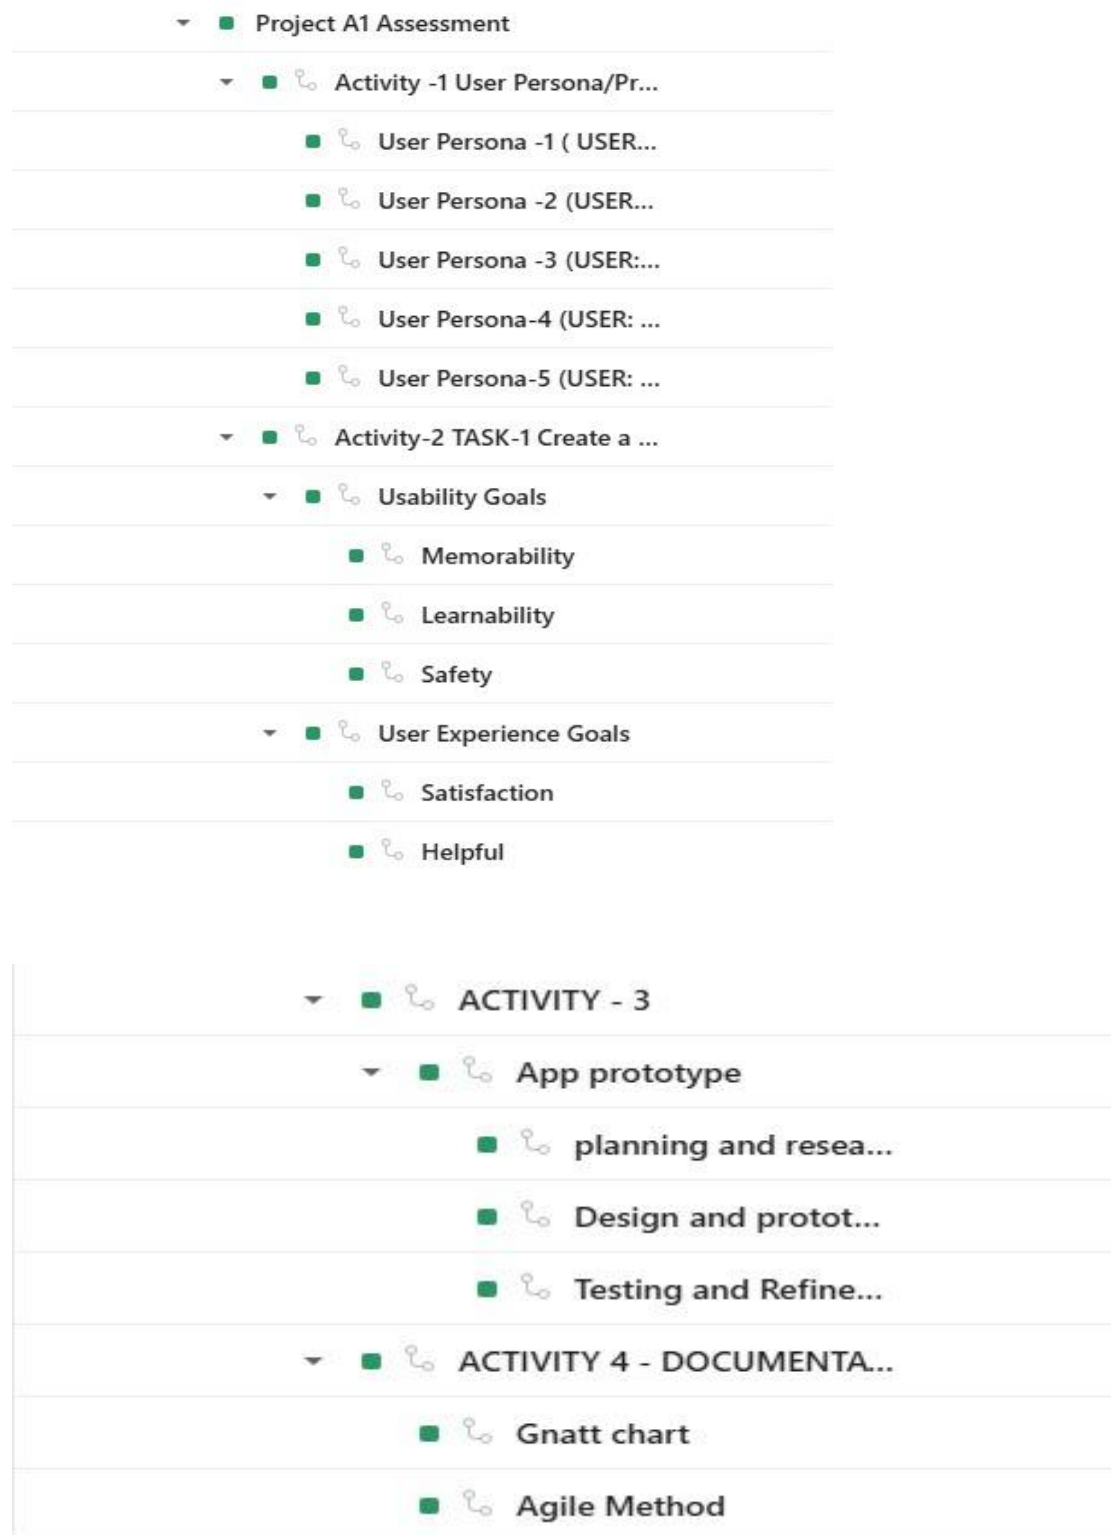 Project A1 Assessment
Activity -1 User Persona/Pr...
User Persona -1 ( USER...
User Persona -2 (USER...
User Persona -3 (USER:...
User Persona-4 (USER: ...
User Persona-5 (USER: ...
Activity-2 TASK-1 Create a ...
Usability Goals
Memorability
Learnability
Safety
User Experience Goals
Satisfaction
Helpful
ACTIVITY - 3
App prototype
planning and resea...
Design and protot...
Testing and Refine...
ACTIVITY 4 - DOCUMENTA...
Gnatt chart
Agile Method